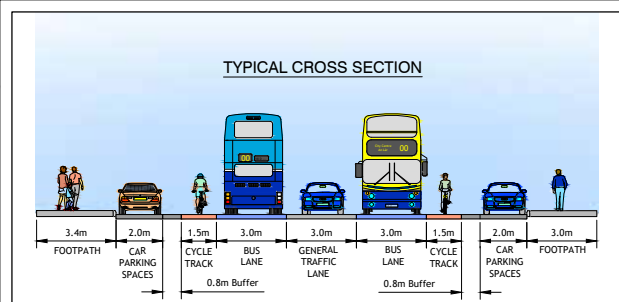 TYPICAL CROSS SECTION
00
00
3.4m 2.0m 1.5m 3.0m 3.0m 3.0m 1.5m 2.0m 3.0m
FOOTPATH CAR PARKING SPACES CYCLE TRACK BUS LANE GENERAL TRAFFIC LANE BUS LANE CYCLE TRACK CAR PARKING SPACES FOOTPATH
0.8m Buffer 0.8m Buffer